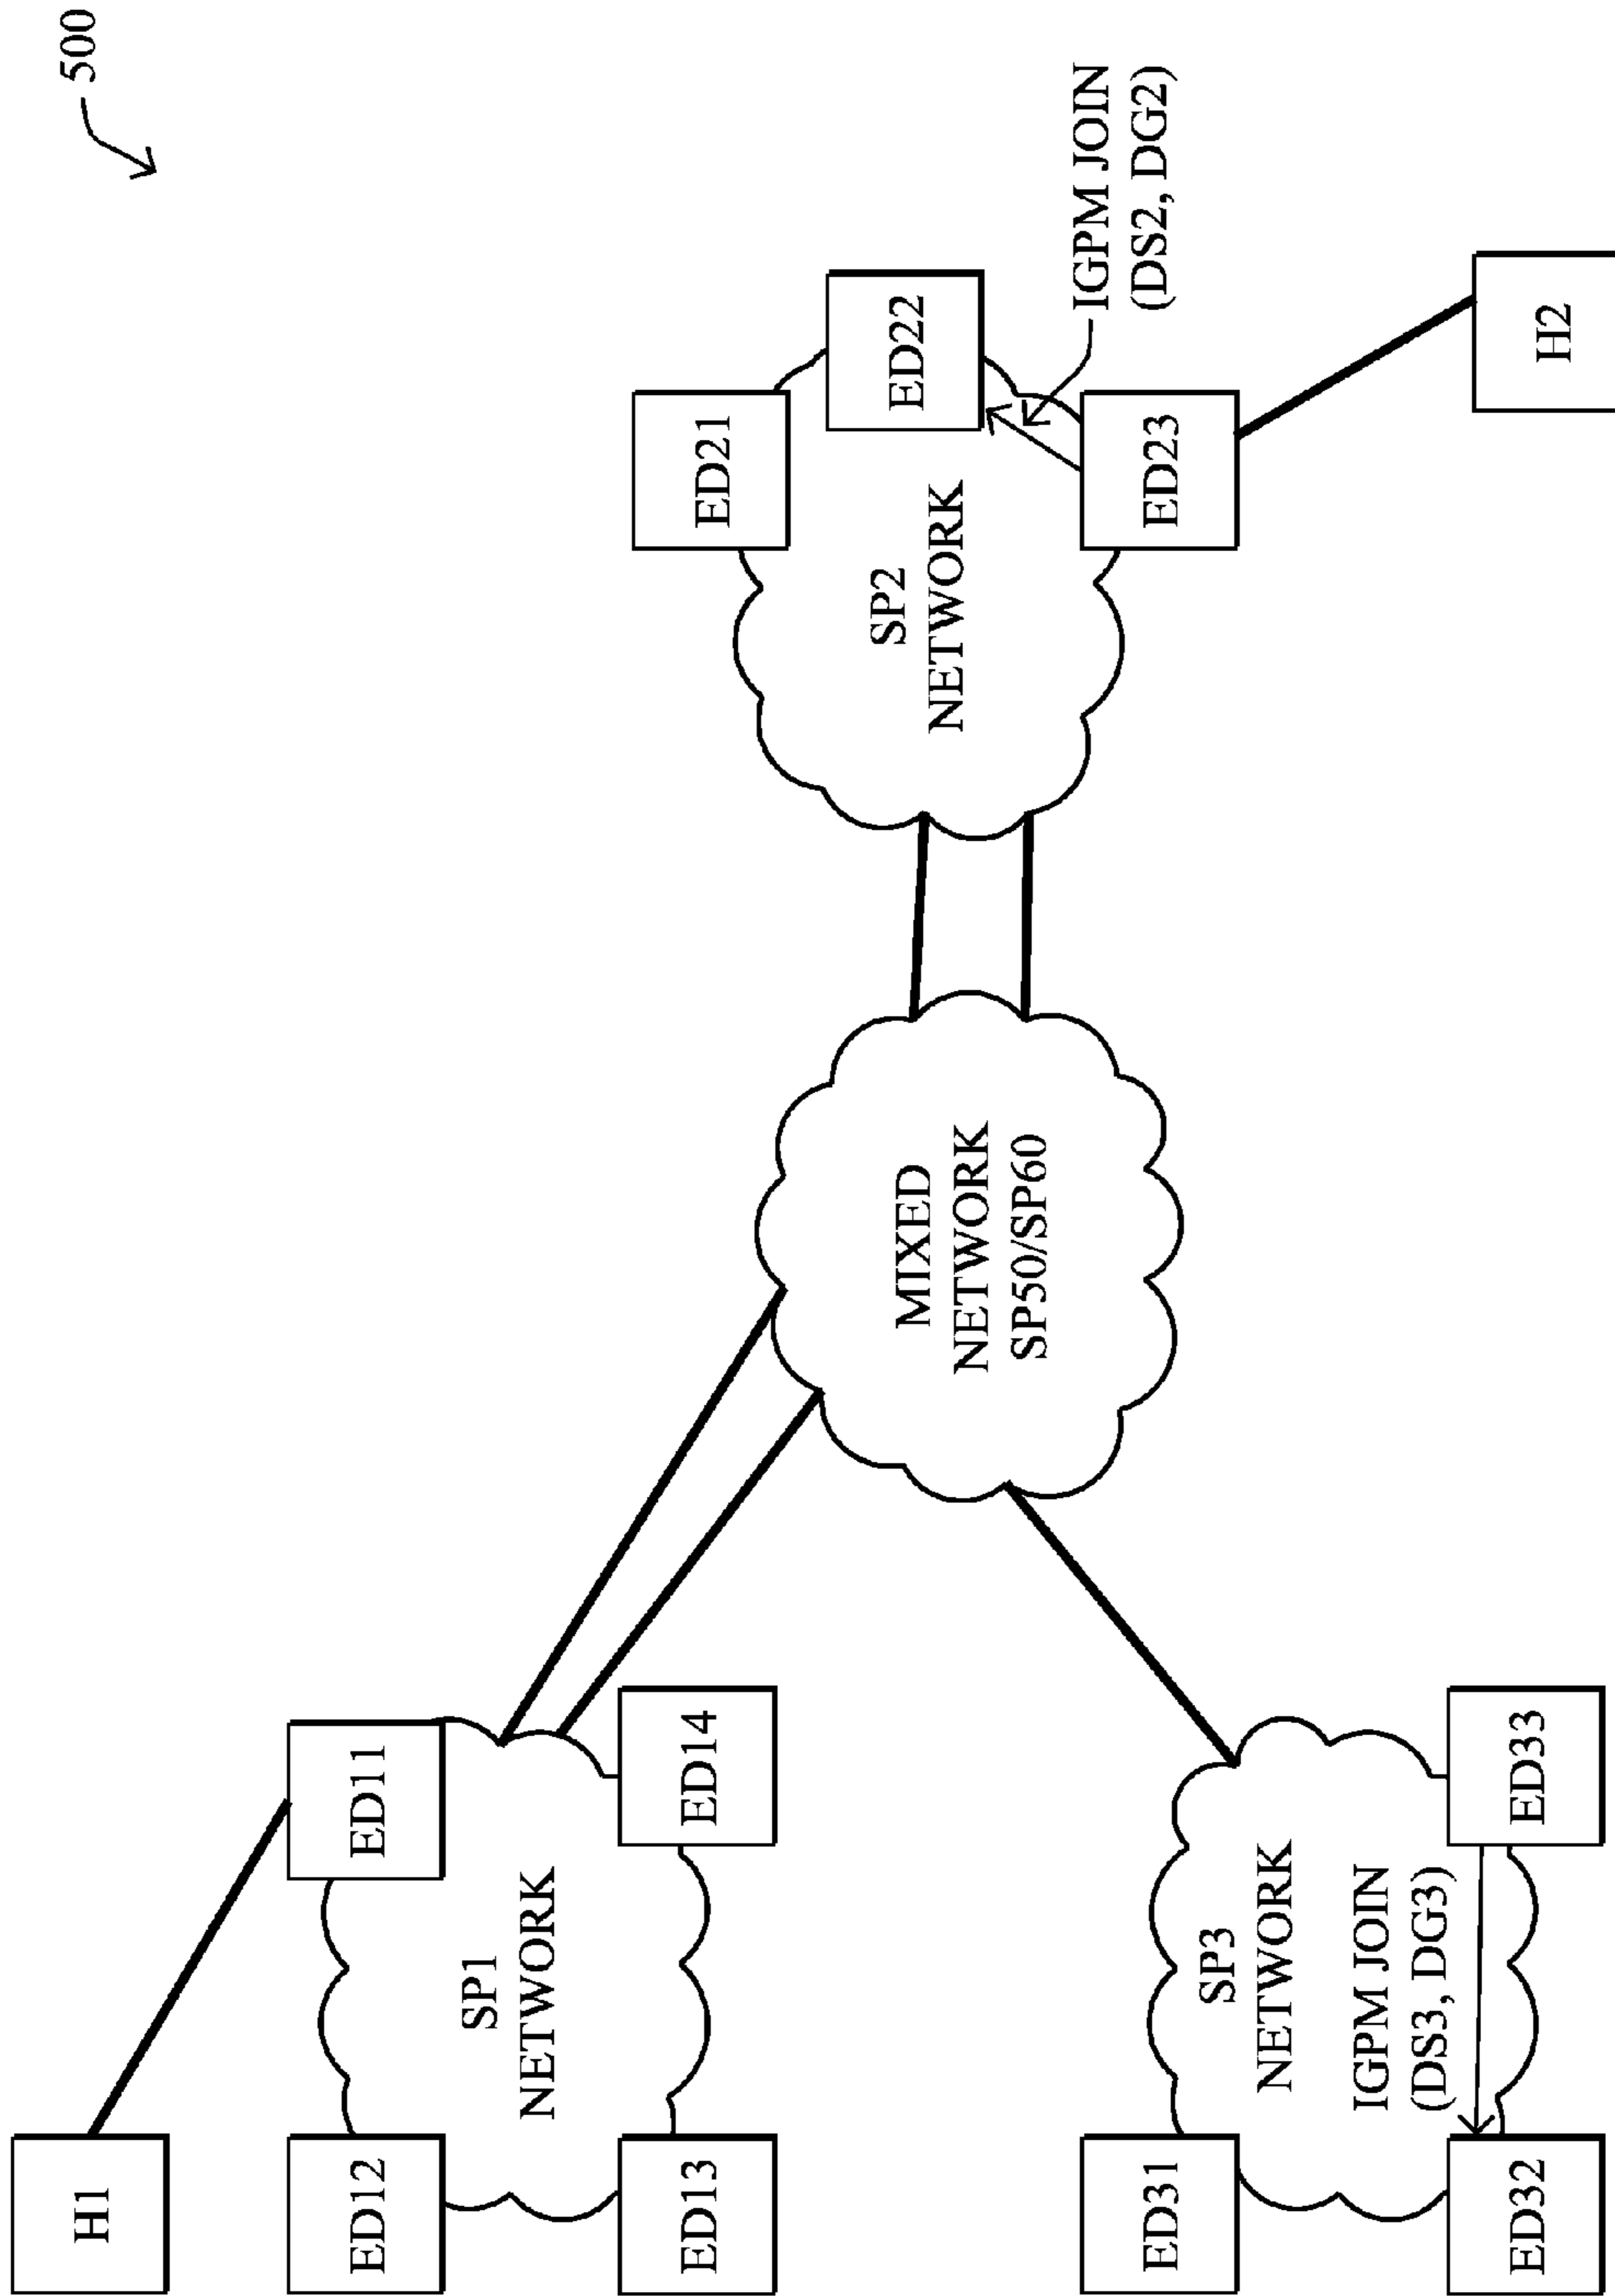 500
H1
ED11
ED12
SP1
NETWORK
ED13
ED14
MIXED
NETWORK
SP50/SP60
ED21
SP2
NETWORK
ED22
ED23
IGPM JOIN
(DS2, DG2)
H2
ED31
SP3
NETWORK
IGPM JOIN
(DS3, DG3)
ED32
ED33